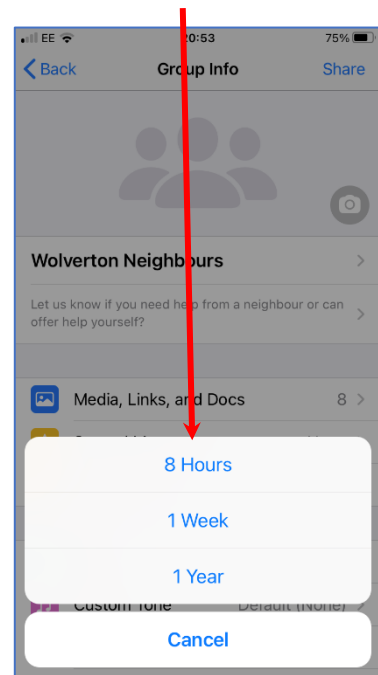 EE 20:53 75%
Back Group Info Share
Wolverton Neighbours
Let us know if you need help from a neighbour or can
offer help yourself?
Media, Links, and Docs 8
8 Hours
1 Week
1 Year
Custom Tone Default (None)
Cancel